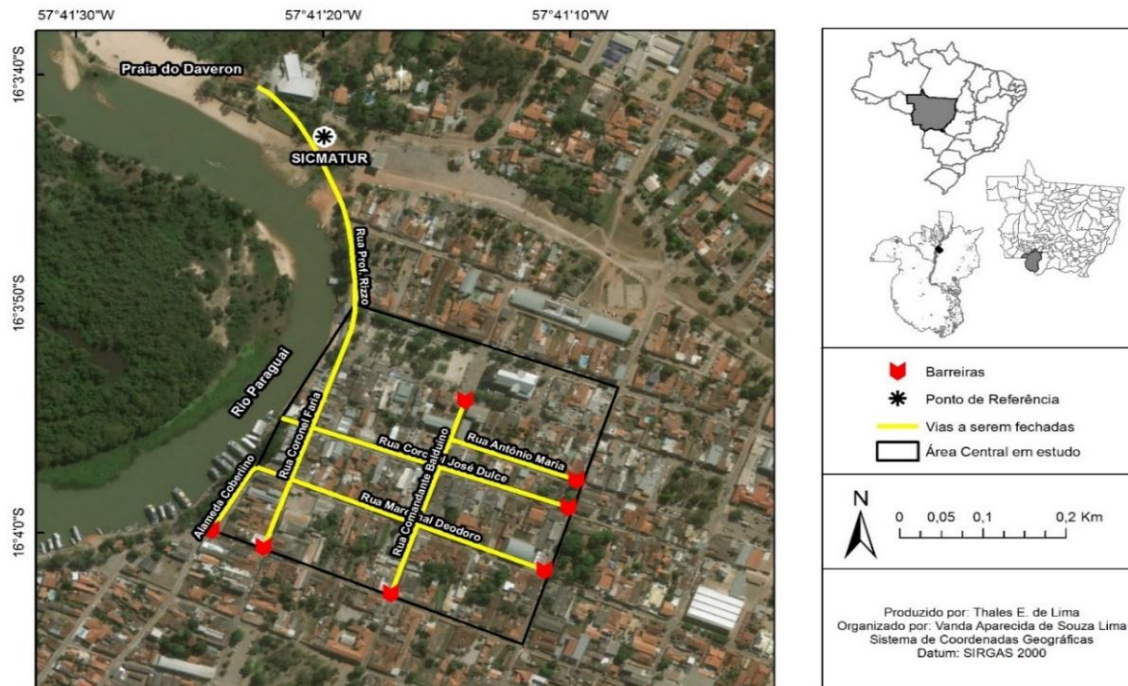 57°41'30"W
57°41'20"W
57°41'10"W
16°3'40"S
16°3'50"S
16°4'0"S
Praia do Daveron
SICMATUR
Rua Prof. Rizzo
Rio Paraguai
Rua Coronel Faria
Alameda Coberlino
Rua Antônio Maria
Rua Coronel José Dulce
Rua Comandante Balduíno
Rua Marechal Deodoro
Barreiras
Ponto de Referência
Vias a serem fechadas
Área Central em estudo
N
0 0,05 0,1 0,2 Km
Produzido por: Thales E. de Lima
Organizado por: Vanda Aparecida de Souza Lima
Sistema de Coordenadas Geográficas
Datum: SIRGAS 2000